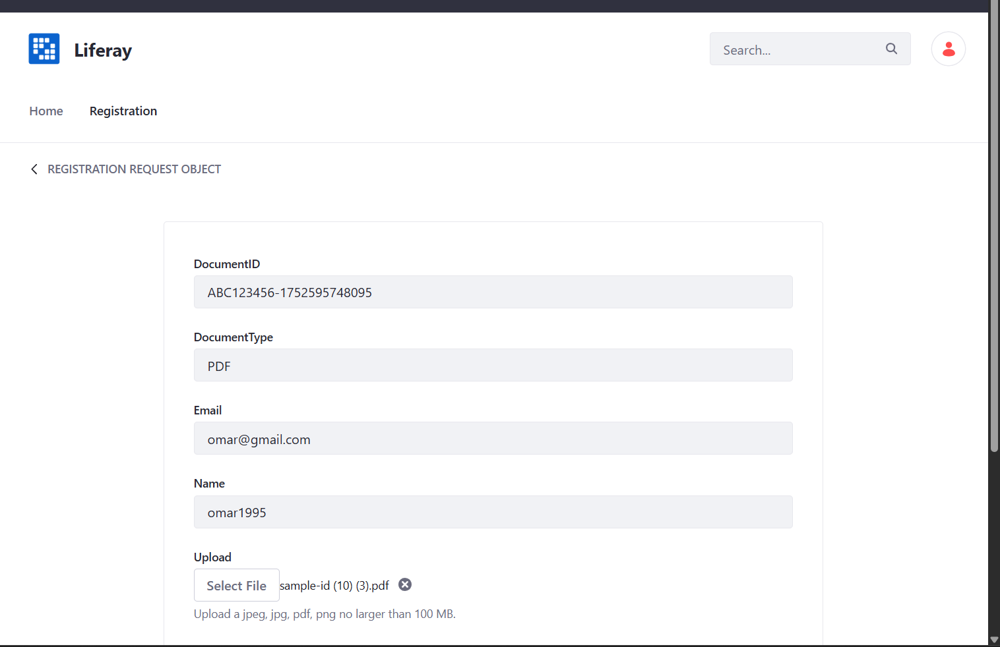 Liferay
Search...
Home Registration
REGISTRATION REQUEST OBJECT
DocumentID
ABC123456-1752595748095
DocumentType
PDF
Email
omar@gmail.com
Name
omar1995
Upload
Select File sample-id (10) (3).pdf
Upload a jpeg, jpg, pdf, png no larger than 100 MB.